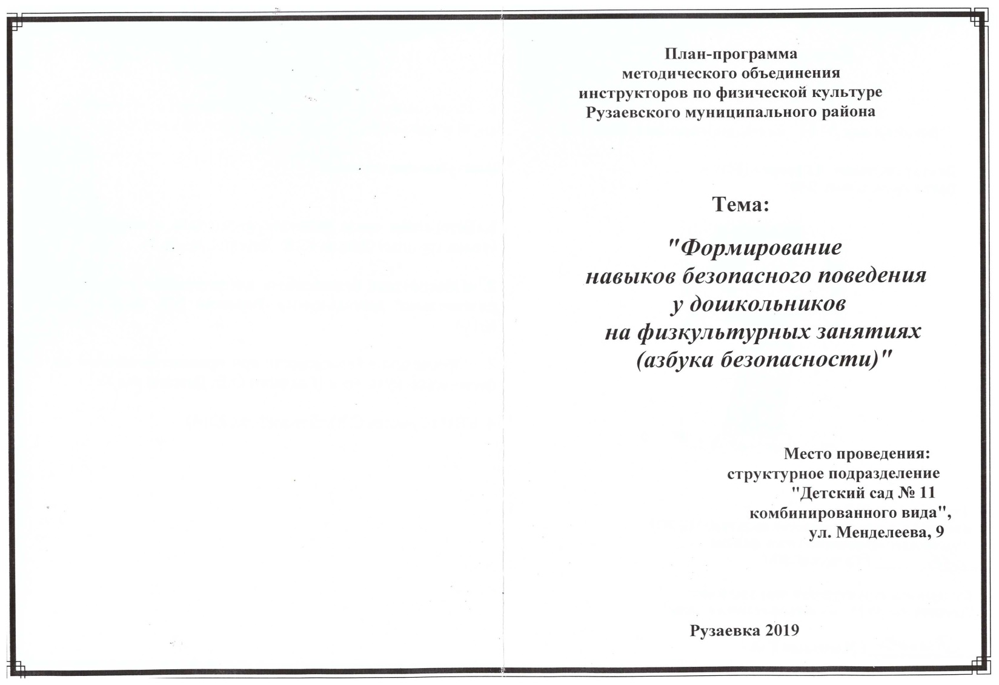 План-программа
методического объединения
инструкторов по физической культуре
Рузаевского муниципального района
Тема:
"Формирование
навыков безопасного поведения
у дошкольников
на физкультурных занятиях
(азбука безопасности)"
Место проведения:
структурное подразделение
"Детский сад № 11
комбинированного вида",
ул. Менделеева, 9
Рузаевка 2019